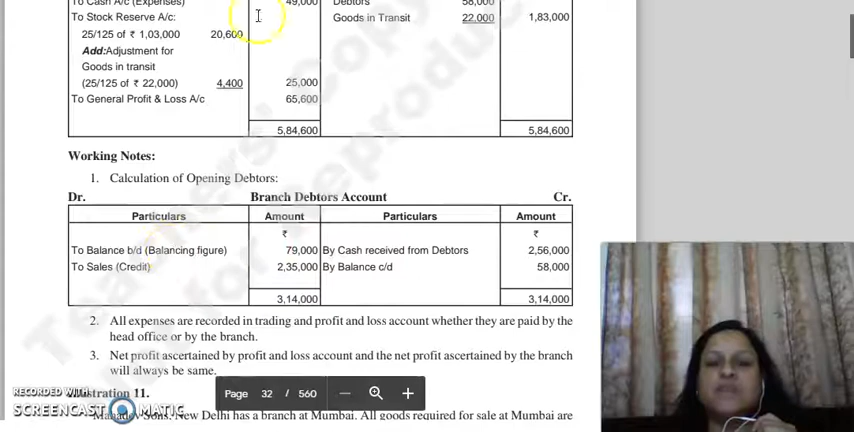 To Cash A/c (Expenses) 49,000 Debtors 58,000
To Stock Reserve A/c: Goods in Transit 22,000 1,83,000
25/125 of ₹ 1,03,000 20,600
Add:Adjustment for
Goods in transit
(25/125 of ₹ 22,000) 4,400 25,000
To General Profit & Loss A/c 65,600
5,84,600 5,84,600
Working Notes:
1. Calculation of Opening Debtors:
Dr. Branch Debtors Account Cr.
Particulars Amount Particulars Amount
₹ ₹
To Balance b/d (Balancing figure) 79,000 By Cash received from Debtors 2,56,000
To Sales (Credit) 2,35,000 By Balance c/d 58,000
3,14,000 3,14,000
2. All expenses are recorded in trading and profit and loss account whether they are paid by the
head office or by the branch.
3. Net profit ascertained by profit and loss account and the net profit ascertained by the branch
will always be same.
Illustration 11.
Page 32 / 560
RECORDED WITH
SCREENCAST MATIC
New Delhi has a branch at Mumbai. All goods required for sale at Mumbai are
Teachers' Copy